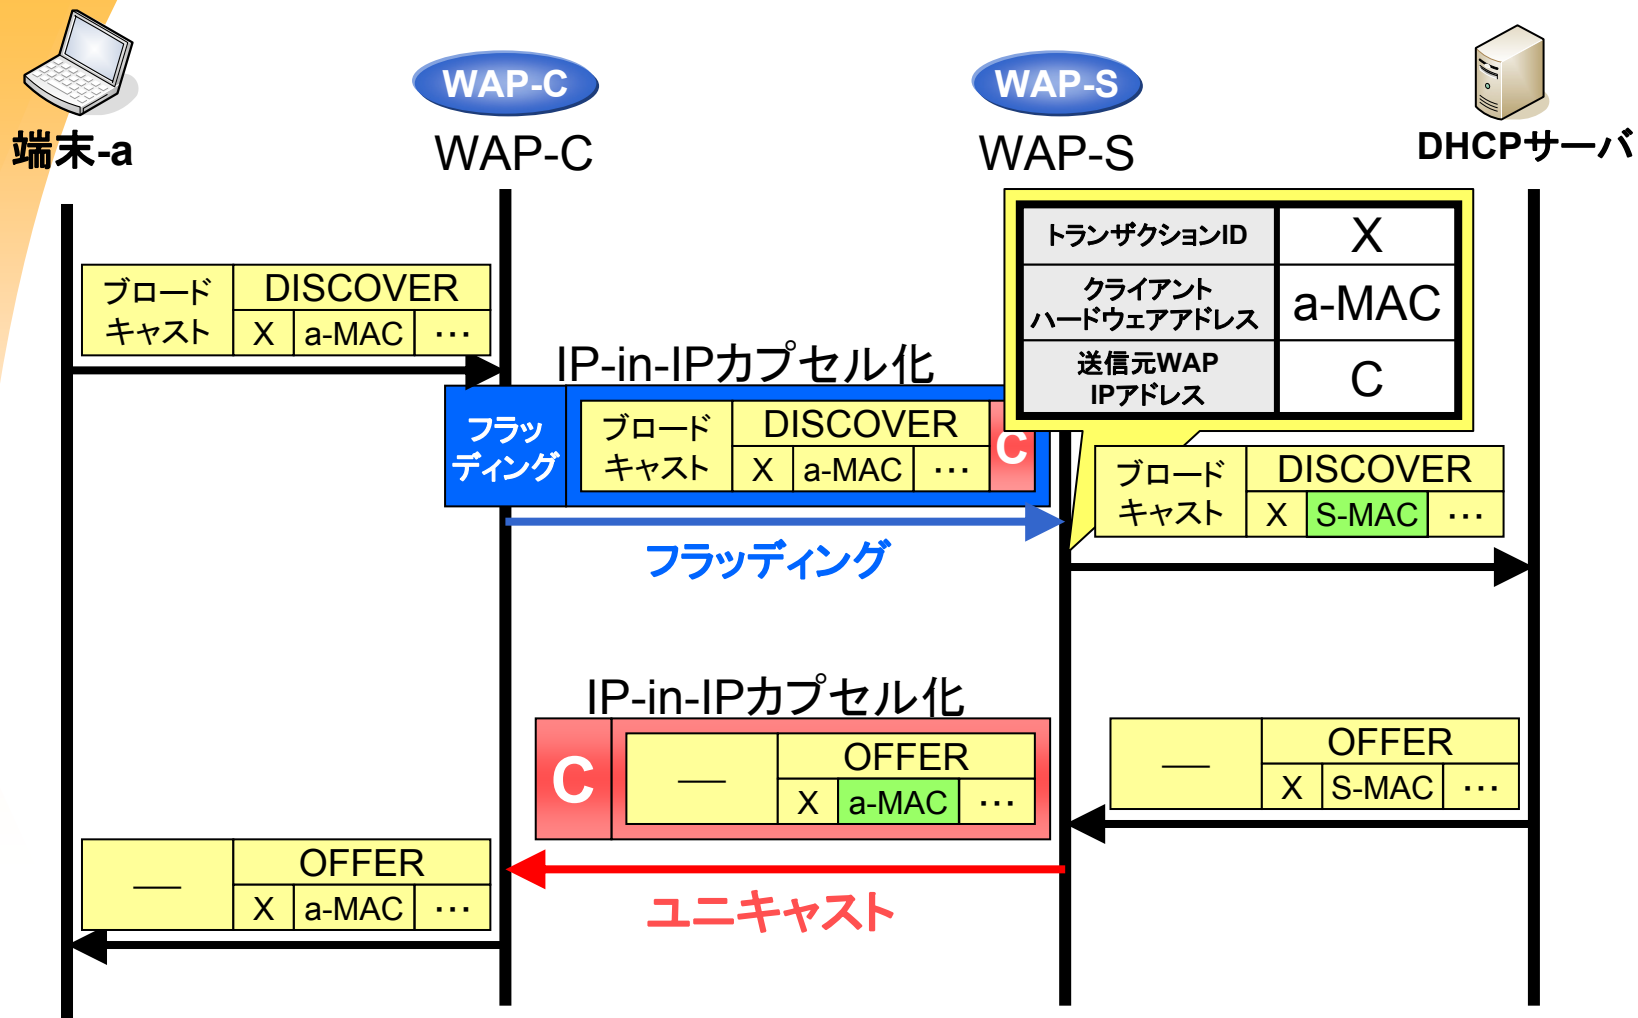 WAP-C
WAP-S
端末-a
WAP-C
WAP-S
DHCPサーバ
トランザクションID
X
クライアント
ハードウェアアドレス
a-MAC
送信元WAP
IPアドレス
C
ブロード
キャスト
DISCOVER
X
a-MAC
…
IP-in-IPカプセル化
フラッ
ディング
ブロード
キャスト
DISCOVER
X
a-MAC
…
C
フラッディング
ブロード
キャスト
DISCOVER
X
S-MAC
…
IP-in-IPカプセル化
C
―
OFFER
X
a-MAC
…
―
OFFER
X
S-MAC
…
ユニキャスト
―
OFFER
X
a-MAC
…